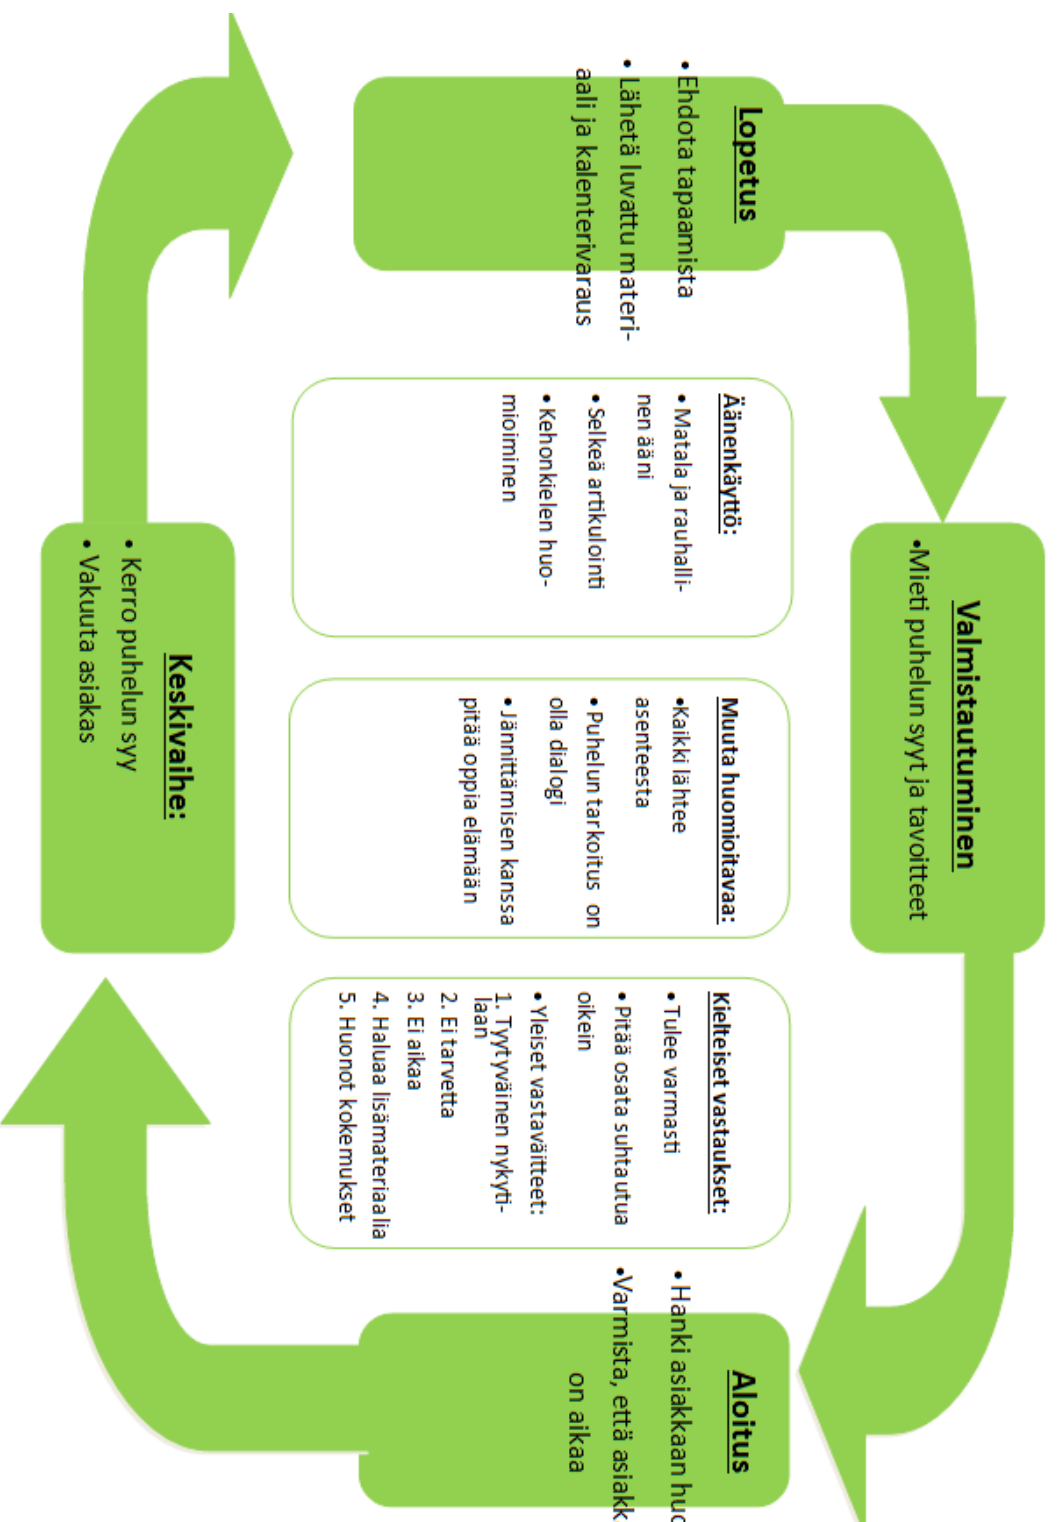 Valmistautuminen
•Mieti puhelun syyt ja tavoitteet
Lopetus
• Ehdota tapaamista
• Lähetä luvattu materi-
aali ja kalenterivaraus
Äänenkäyttö:
• Matala ja rauhalli-
nen ääni
• Selkeä artikulointi
• Kehonkielen huo-
mioiminen
Muuta huomioitavaa:
•Kaikki lähtee
asenteesta
• Puhelun tarkoitus on
olla dialogi
• Jännittämisen kanssa
pitää oppia elämään
Kielteiset vastaukset:
• Tulee varmasti
• Pitää osata suhtautua
oikein
• Yleiset vastaväitteet:
1. Tyytyväinen nykyti-
laan
2. Ei tarvetta
3. Ei aikaa
4. Haluaa lisämateriaalia
5. Huonot kokemukset
Aloitus
• Hanki asiakkaan
•Varmista, että
on aikaa
Keskivaihe:
• Kerro puhelun syy
• Vakuuta asiakas